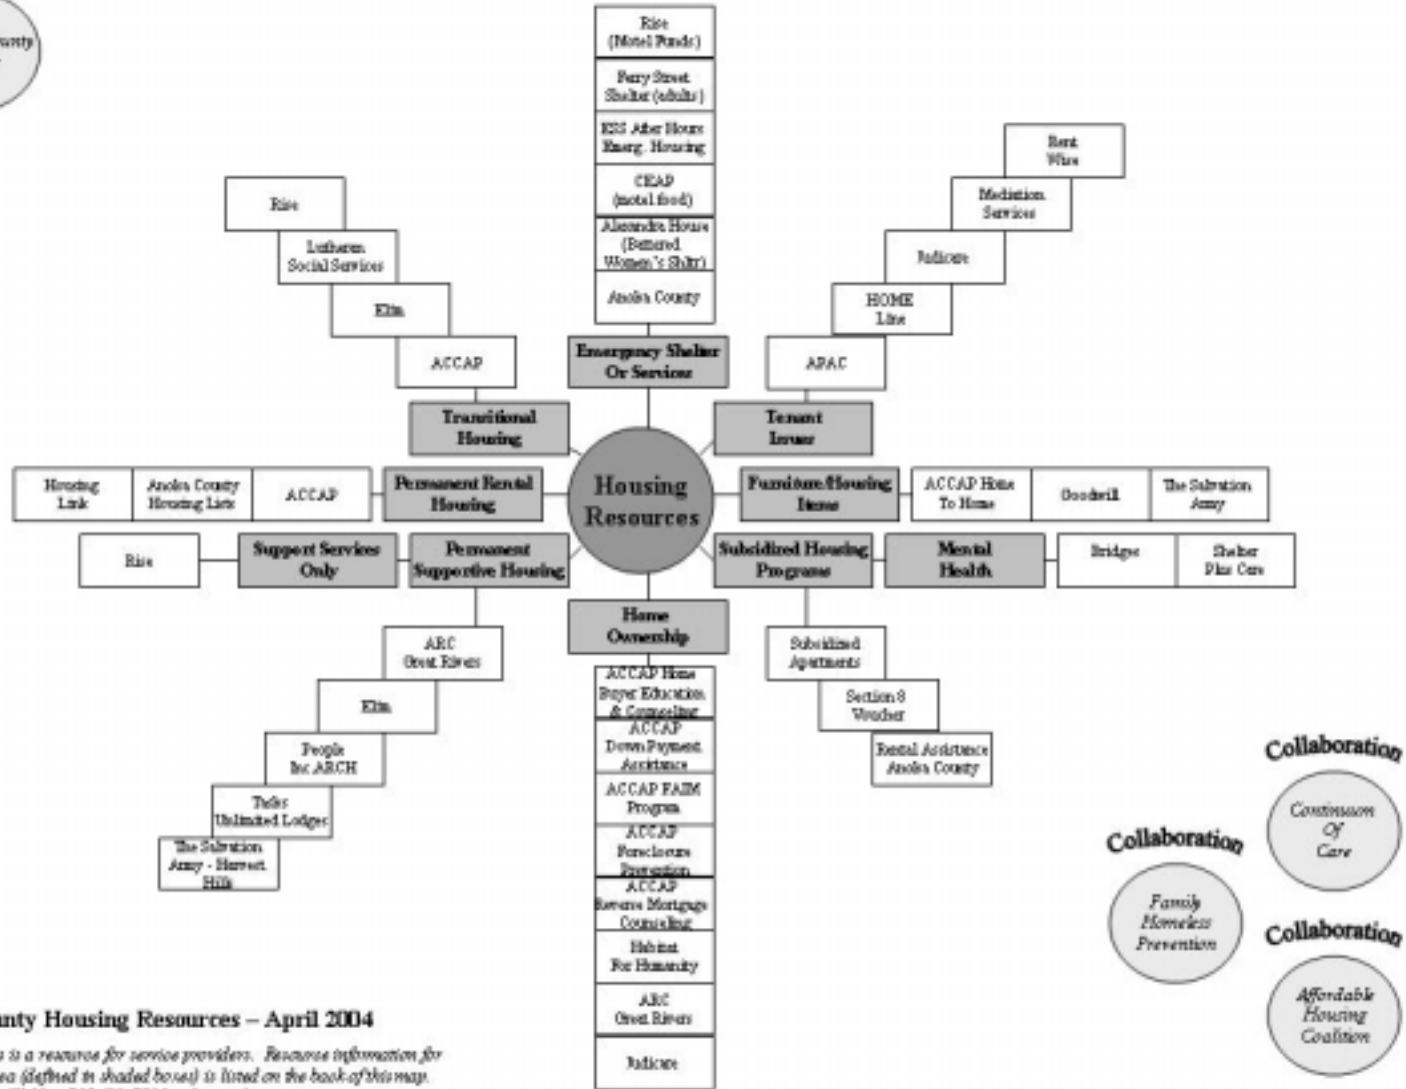 Rise
(Motel Funds)
Ferry Street
Shelter (adults)
ESS After Hours
Emerg. Housing
CEAP
(motel food)
Alexandra House
(Battered
Women's Shltr)
Anoka County
Emergency Shelter
Or Services
Rise
Lutheran
Social Services
Elim
ACCAP
Transitional
Housing
Rent
Wise
Mediation
Services
Judicare
HOME
Line
APAC
Tenant
Issues
Housing
Resources
Housing
Link
Anoka County
Housing Lists
ACCAP
Permanent Rental
Housing
Furniture/Housing
Items
ACCAP Home
To Home
Goodwill
The Salvation
Army
Rise
Support Services
Only
Permanent
Supportive Housing
Subsidized Housing
Programs
Mental
Health
Bridges
Shelter
Plus Care
Home
Ownership
ARC
Great Rivers
Elim
People
Inc ARCH
Tasks
Unlimited Lodges
The Salvation
Army - Harvest
Hills
ACCAP Home
Buyer Education
& Counseling
ACCAP
Down Payment
Assistance
ACCAP FAIM
Program
ACCAP
Foreclosure
Prevention
ACCAP
Reverse Mortgage
Counseling
Habitat
For Humanity
ARC
Great Rivers
Judicare
Subsidized
Apartments
Section 8
Voucher
Rental Assistance
Anoka County
Collaboration
Continuum
Of
Care
Collaboration
Family
Homeless
Prevention
Collaboration
Affordable
Housing
Coalition
unty Housing Resources – April 2004
s is a resource for service providers. Resource information for
ea (defined in shaded boxes) is listed on the back of this map.